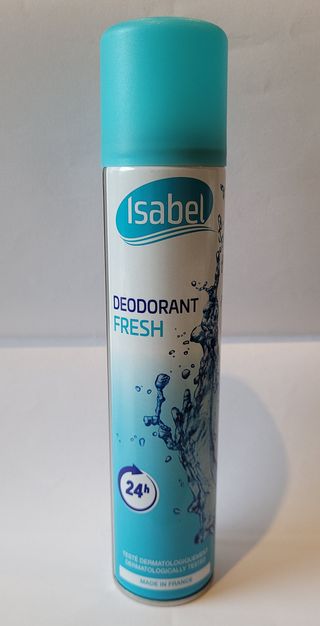 Isabel
DEODORANT
FRESH
24h
TESTÉ DERMATOLOGIQUEMENT
DERMATOLOGICALLY TESTED
MADE IN FRANCE